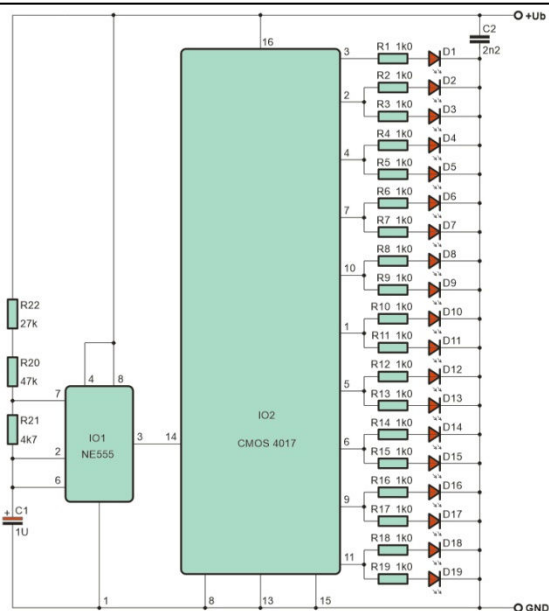 +Ub
C2
2n2
16
3
R1 1k0
D1
R2 1k0
D2
2
R3 1k0
D3
R4 1k0
D4
4
R5 1k0
D5
R6 1k0
D6
7
R7 1k0
D7
R8 1k0
D8
10
R9 1k0
D9
R10 1k0
D10
1
R11 1k0
D11
R12 1k0
D12
5
R13 1k0
D13
R14 1k0
D14
6
R15 1k0
D15
R16 1k0
D16
9
R17 1k0
D17
R18 1k0
D18
11
R19 1k0
D19
R22
27k
R20
47k
4
8
7
R21
4k7
2
6
IO1
NE555
3
14
IO2
CMOS 4017
+
C1
1U
1
8
13
15
GND